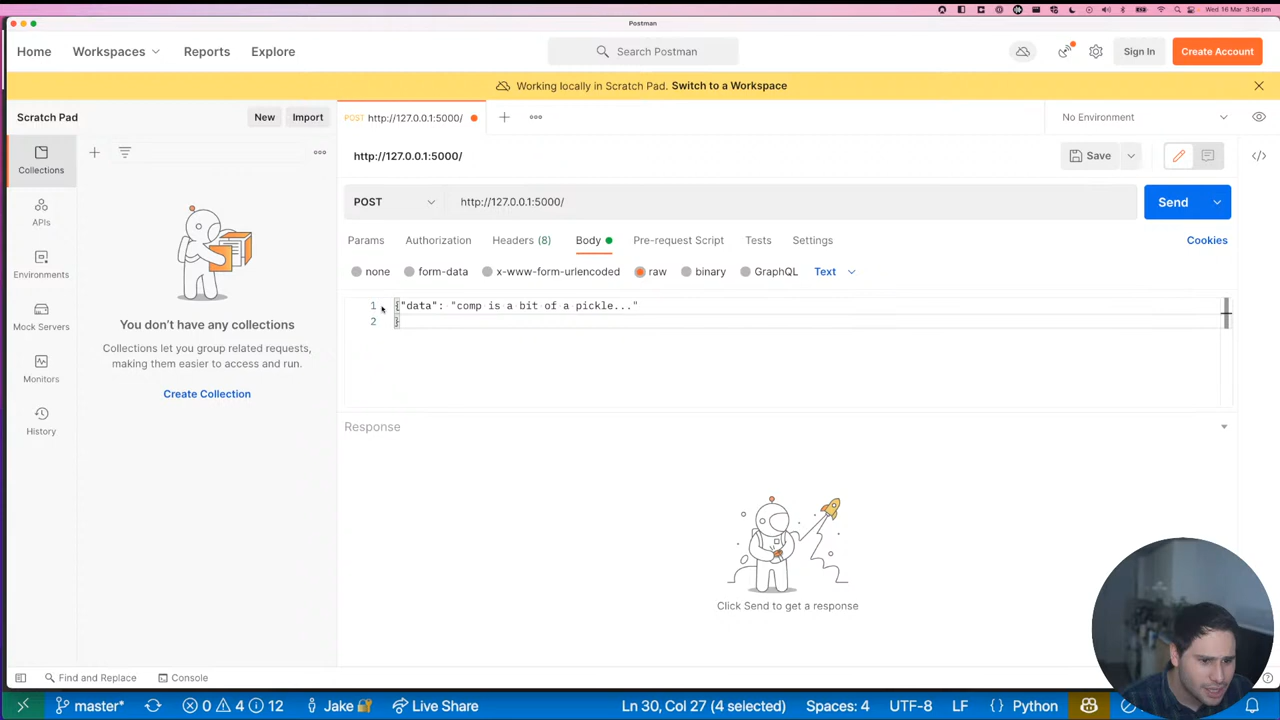 Wed 16 Mar 3:36 pm
Postman
Home Workspaces Reports Explore Search Postman Sign In Create Account
Working locally in Scratch Pad. Switch to a Workspace
Scratch Pad New Import POST http://127.0.0.1:5000/ No Environment
Collections
http://127.0.0.1:5000/ Save
APIs
POST http://127.0.0.1:5000/ Send
Params Authorization Headers (8) Body Pre-request Script Tests Settings Cookies
Environments
none form-data x-www-form-urlencoded raw binary GraphQL Text
1 {"data": "comp is a bit of a pickle..."
2 }
Mock Servers
You don't have any collections
Collections let you group related requests,
making them easier to access and run.
Monitors
Create Collection
History
Response
Click Send to get a response
Find and Replace Console
master* 0 4 12 Jake Live Share Ln 30, Col 27 (4 selected) Spaces: 4 UTF-8 LF Python